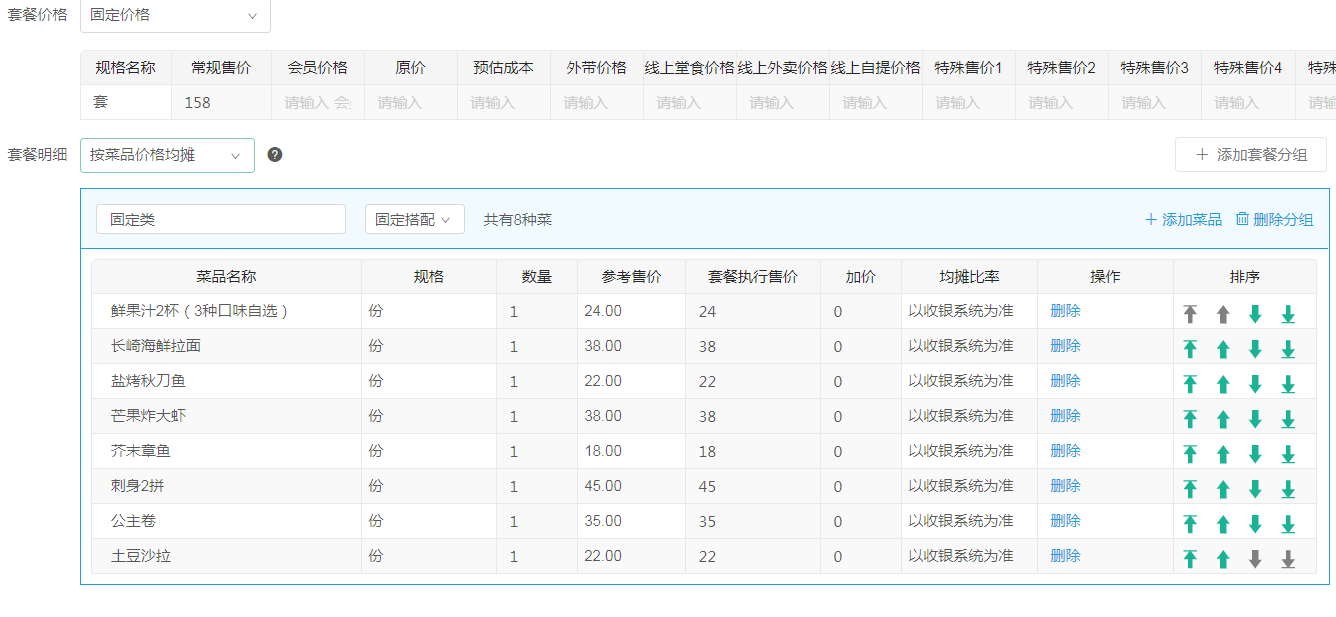 套餐价格 固定价格
规格名称 常规售价 会员价格 原价 预估成本 外带价格 线上堂食价格 线上外卖价格 线上自提价格 特殊售价1 特殊售价2 特殊售价3 特殊售价4 特殊
套 158 请输入 会 请输入 请输入 请输入 请输入 请输入 请输入 请输入 请输入 请输入 请输入 请输
套餐明细 按菜品价格均摊 ? 添加套餐分组
固定类 固定搭配 共有8种菜 添加菜品 删除分组
菜品名称 规格 数量 参考售价 套餐执行售价 加价 均摊比率 操作 排序
鲜果汁2杯(3种口味自选) 份 1 24.00 24 0 以收银系统为准 删除
长崎海鲜拉面 份 1 38.00 38 0 以收银系统为准 删除
盐烤秋刀鱼 份 1 22.00 22 0 以收银系统为准 删除
芒果炸大虾 份 1 38.00 38 0 以收银系统为准 删除
芥末章鱼 份 1 18.00 18 0 以收银系统为准 删除
刺身2拼 份 1 45.00 45 0 以收银系统为准 删除
公主卷 份 1 35.00 35 0 以收银系统为准 删除
土豆沙拉 份 1 22.00 22 0 以收银系统为准 删除